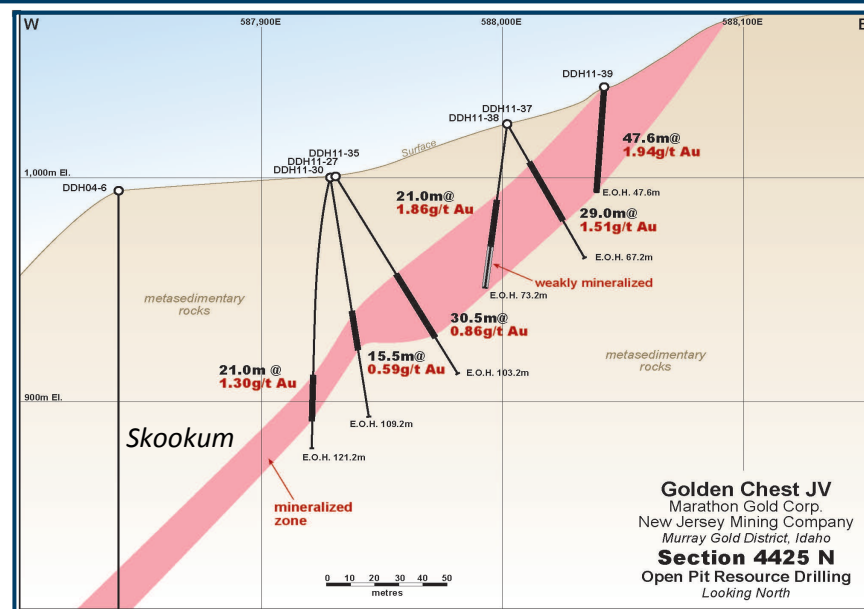 W
587,900E
588,000E
588,100E
E
DDH11-39
DDH11-37
DDH11-38
Surface
DDH11-35
DDH11-27
DDH11-30
1,000m El.
DDH04-6
47.6m@
1.94g/t Au
E.O.H. 47.6m
21.0m@
1.86g/t Au
29.0m@
1.51g/t Au
E.O.H. 67.2m
weakly mineralized
E.O.H. 73.2m
metasedimentary
rocks
30.5m@
0.86g/t Au
metasedimentary
rocks
15.5m@
0.59g/t Au
E.O.H. 103.2m
21.0m @
1.30g/t Au
900m El.
E.O.H. 109.2m
Skookum
E.O.H. 121.2m
mineralized
zone
Golden Chest JV
Marathon Gold Corp.
New Jersey Mining Company
Murray Gold District, Idaho
Section 4425 N
Open Pit Resource Drilling
Looking North
0 10 20 30 40 50
metres